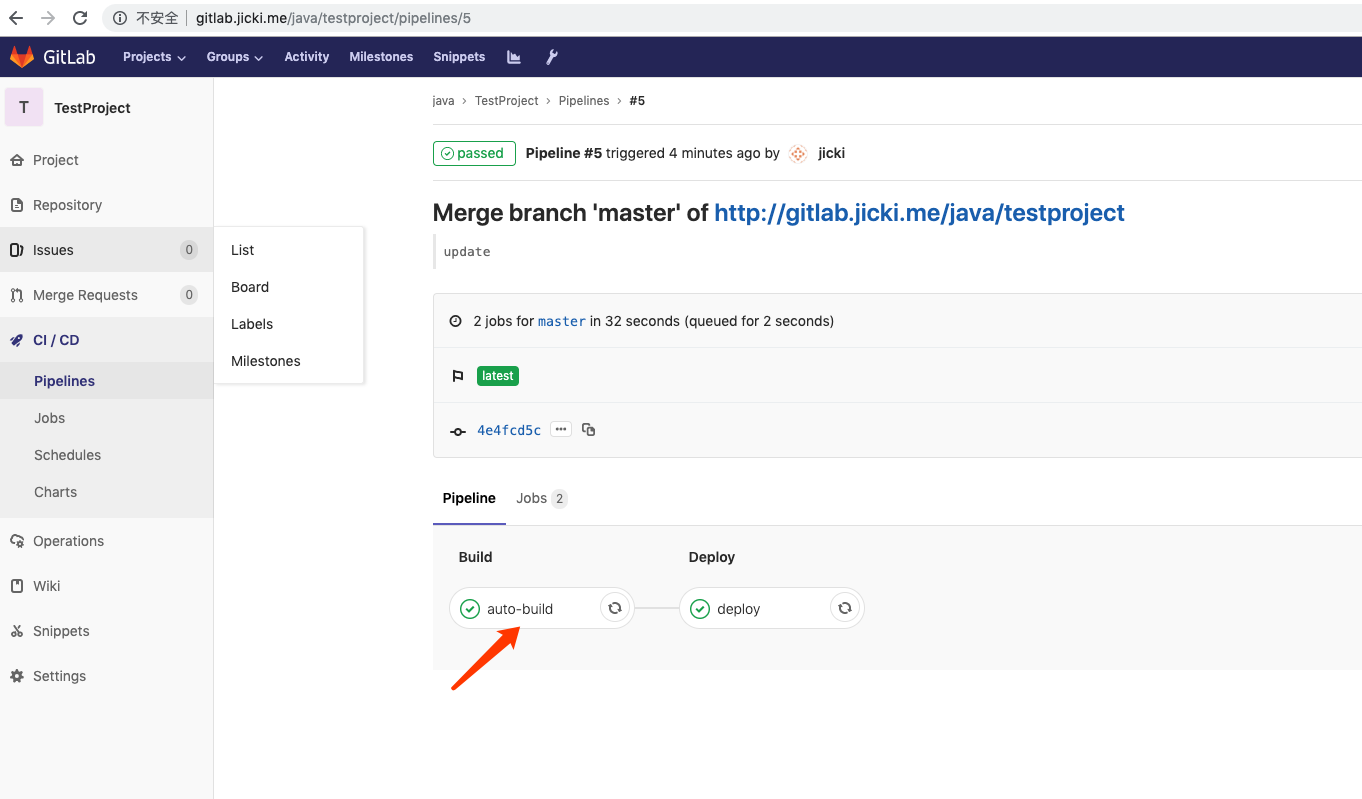 不安全 gitlab.jicki.me/java/testproject/pipelines/5
GitLab Projects Groups Activity Milestones Snippets
T TestProject
Project
Repository
Issues 0
Merge Requests 0
CI / CD
Pipelines
Jobs
Schedules
Charts
Operations
Wiki
Snippets
Settings
List
Board
Labels
Milestones
java › TestProject › Pipelines › #5
passed Pipeline #5 triggered 4 minutes ago by jicki
Merge branch 'master' of http://gitlab.jicki.me/java/testproject
update
2 jobs for master in 32 seconds (queued for 2 seconds)
latest
4e4fcd5c ...
Pipeline Jobs 2
Build Deploy
auto-build deploy